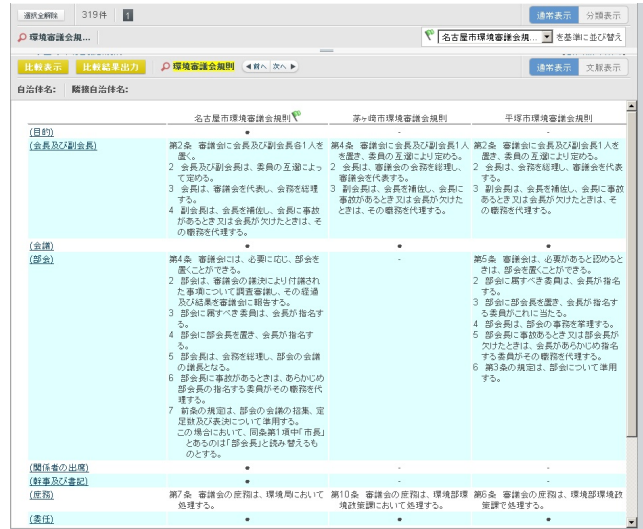 選択全解除 319件 1 通常表示 分類表示
環境審議会規... 名古屋市環境審議会規... を基準に並び替え
比較表示 比較結果出力 環境審議会規則 前へ 次へ 通常表示 文脈表示
自治体名: 隣接自治体名:
名古屋市環境審議会規則 茅ヶ崎市環境審議会規則 平塚市環境審議会規則
(目的) ● - -
(会長及び副会長)
第2条 審議会に会長及び副会長各1人を
置く。
2 会長及び副会長は、委員の互選によっ
て定める。
3 会長は、審議会を代表し、会務を総理
する。
4 副会長は、会長を補佐し、会長に事故
があるとき又は会長が欠けたときは、
その職務を代理する。
第4条 審議会に会長及び副会長1人
を置き、委員の互選により定める。
2 会長は、審議会の会務を総理し、
審議会を代表する。
3 副会長は、会長を補佐し、会長に
事故があるとき又は会長が欠けた
ときは、その職務を代理する。
第2条 審議会に会長及び副会長1人を
置き、委員の互選により定める。
2 会長は、会務を総理し、審議会を代表
する。
3 副会長は、会長を補佐し、会長に事故
あるとき又は会長が欠けたときは、そ
の職務を代理する。
(会議) ● ● ●
(部会)
第4条 審議会には、必要に応じ、部会を
置くことができる。
2 部会は、審議会の議決により付議され
た事項について調査審議し、その経過
及び結果を審議会に報告する。
3 部会に属すべき委員は、会長が指名す
る。
4 部会に部会長を置き、会長が指名す
る。
5 部会長は、会務を総理し、部会の会議
の議長となる。
6 部会長に事故があるときは、あらかじめ
部会長の指名する委員がその職務を代
理する。
7 前条の規定は、部会の会議の招集、定
足数及び表決について準用する。
この場合において、同条第1項中「市長」
とあるのは「部会長」と読み替えるも
のとする。
-
第5条 審議会は、必要があると認めると
きは、部会を置くことができる。
2 部会に属すべき委員は、会長が指名
する。
3 部会に部会長を置き、会長が指名す
る委員がこれに当たる。
4 部会長は、部会の事務を掌理する。
5 部会長に事故あるとき又は部会長が
欠けたときは、会長があらかじめ指名
する委員がその職務を代理する。
6 第3条の規定は、部会について準用
する。
(関係者の出席) ● - -
(幹事及び書記) ● - -
(庶務)
第7条 審議会の庶務は、環境局において
処理する。
第10条 審議会の庶務は、環境部環
境政策課において処理する。
第6条 審議会の庶務は、環境部環境政
策課で処理する。
(委任) ● ● ●